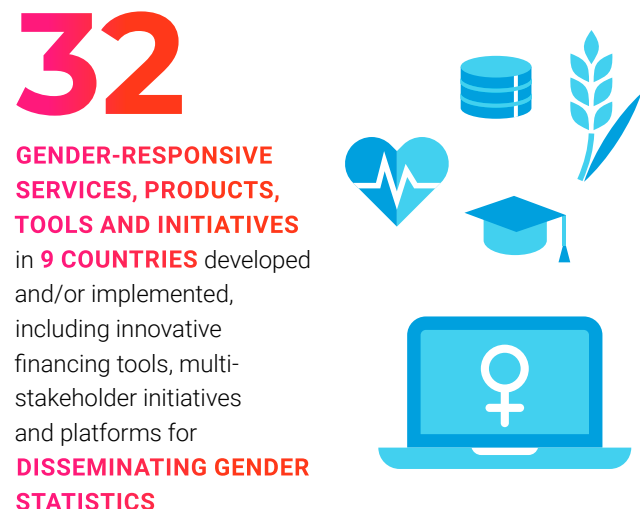 32
GENDER-RESPONSIVE
SERVICES, PRODUCTS,
TOOLS AND INITIATIVES
in 9 COUNTRIES developed
and/or implemented,
including innovative
financing tools, multi-
stakeholder initiatives
and platforms for
DISSEMINATING GENDER
STATISTICS